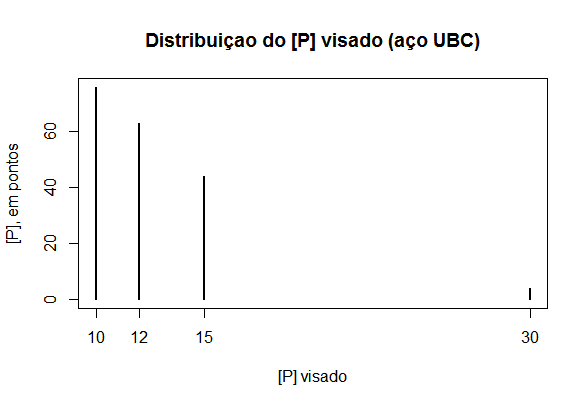 Distribuiçao do [P] visado (aço UBC)
[P], em pontos
60
40
20
0
10 12 15 30
[P] visado